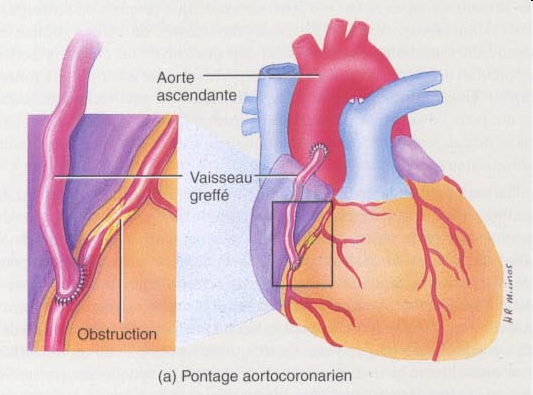 Aorte
ascendante
Vaisseau
greffé
Obstruction
(a) Pontage aortocoronarien